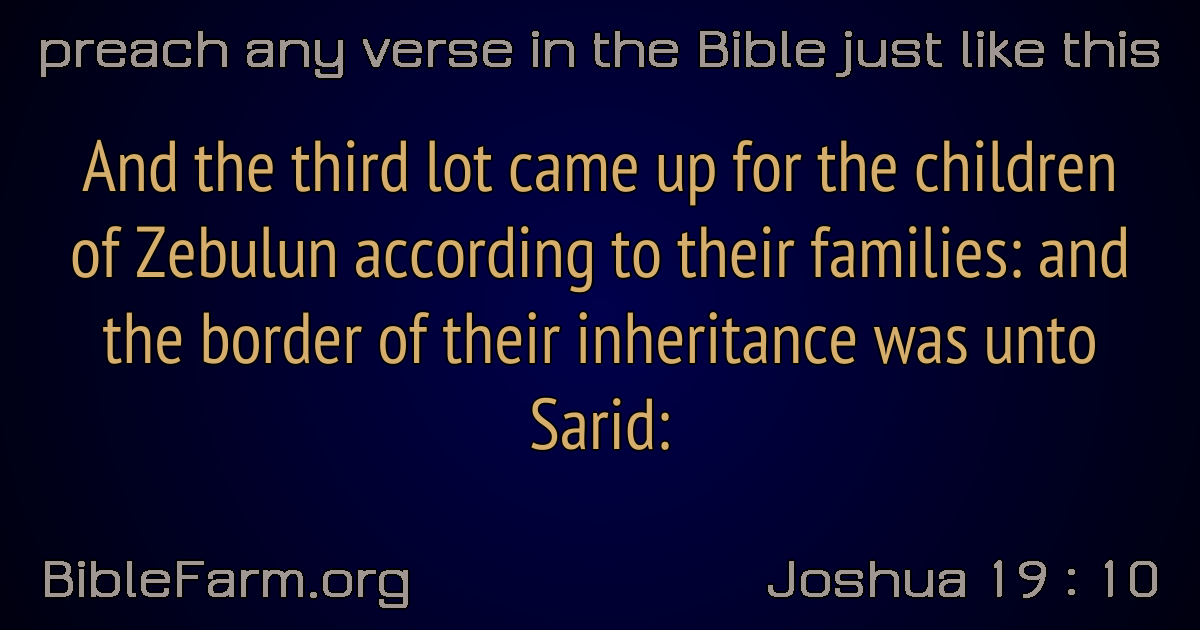 preach any verse in the Bible just like this
And the third lot came up for the children
of Zebulun according to their families: and
the border of their inheritance was unto
Sarid:
BibleFarm.org
Joshua 19 : 10